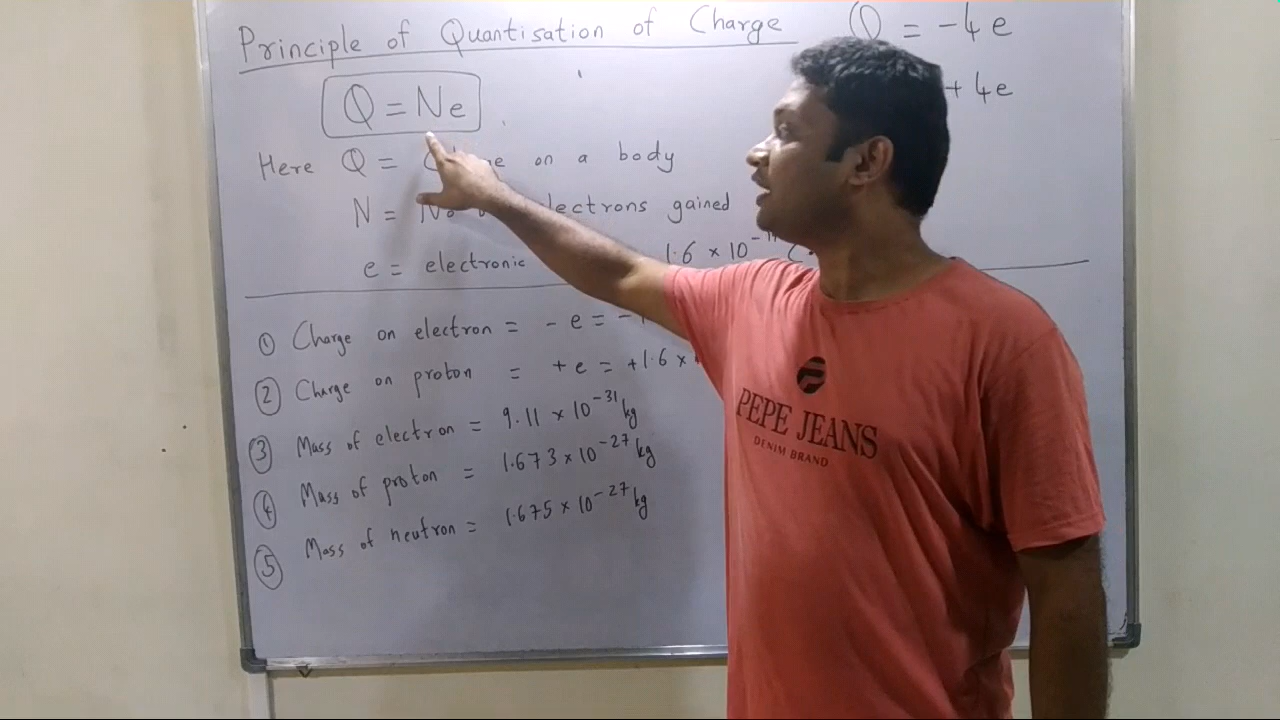 Principle of Quantisation of Charge
Q = -4e
+ 4e
Q = Ne
Here Q = on a body
N = No electrons gained
e = electronic 1.6 × 10
① Charge on electron = - e = -
② Charge on proton = + e = +1.6 ×
③ Mass of electron = 9.11 × 10⁻³¹ kg
④ Mass of proton = 1.673 × 10⁻²⁷ kg
⑤ Mass of neutron = 1.675 × 10⁻²⁷ kg
PEPE JEANS
DENIM BRAND